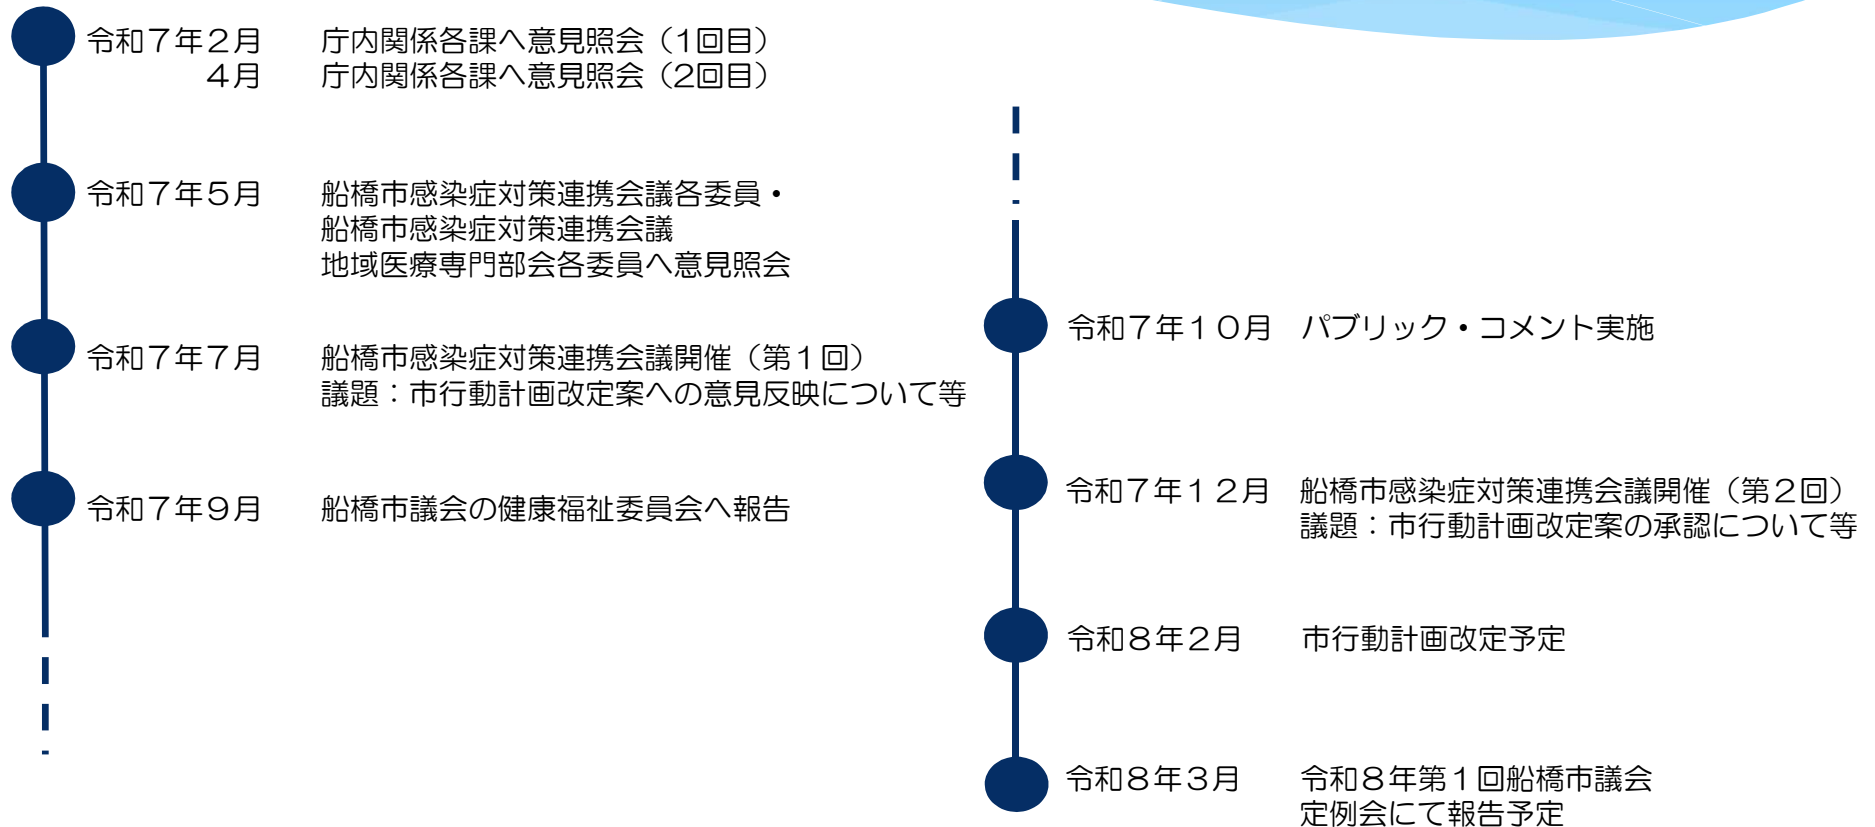 令和７年２月　庁内関係各課へ意見照会（1回目）
４月　庁内関係各課へ意見照会（2回目）
令和７年５月　船橋市感染症対策連携会議各委員・
船橋市感染症対策連携会議
地域医療専門部会各委員へ意見照会
令和７年７月　船橋市感染症対策連携会議開催（第１回）
議題：市行動計画改定案への意見反映について等
令和７年９月　船橋市議会の健康福祉委員会へ報告
令和７年１０月　パブリック・コメント実施
令和７年１２月　船橋市感染症対策連携会議開催（第２回）
議題：市行動計画改定案の承認について等
令和８年２月　市行動計画改定予定
令和８年３月　令和８年第１回船橋市議会
定例会にて報告予定